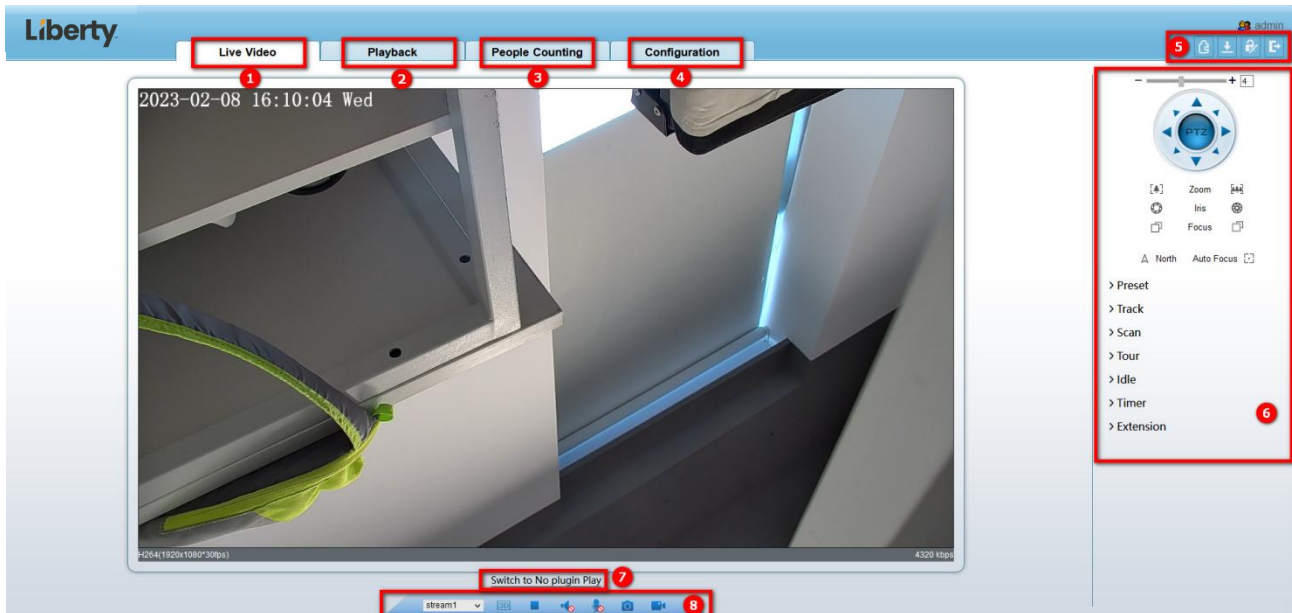 Liberty
admin
Live Video
Playback
People Counting
Configuration
5
1
2
3
4
2023-02-08 16:10:04 Wed
4
PTZ
Zoom
Iris
Focus
North Auto Focus
> Preset
> Track
> Scan
> Tour
> Idle
> Timer
> Extension
6
H264(1920x1080*30fps)
4320 kbps
Switch to No plugin Play
7
stream1
3D
8